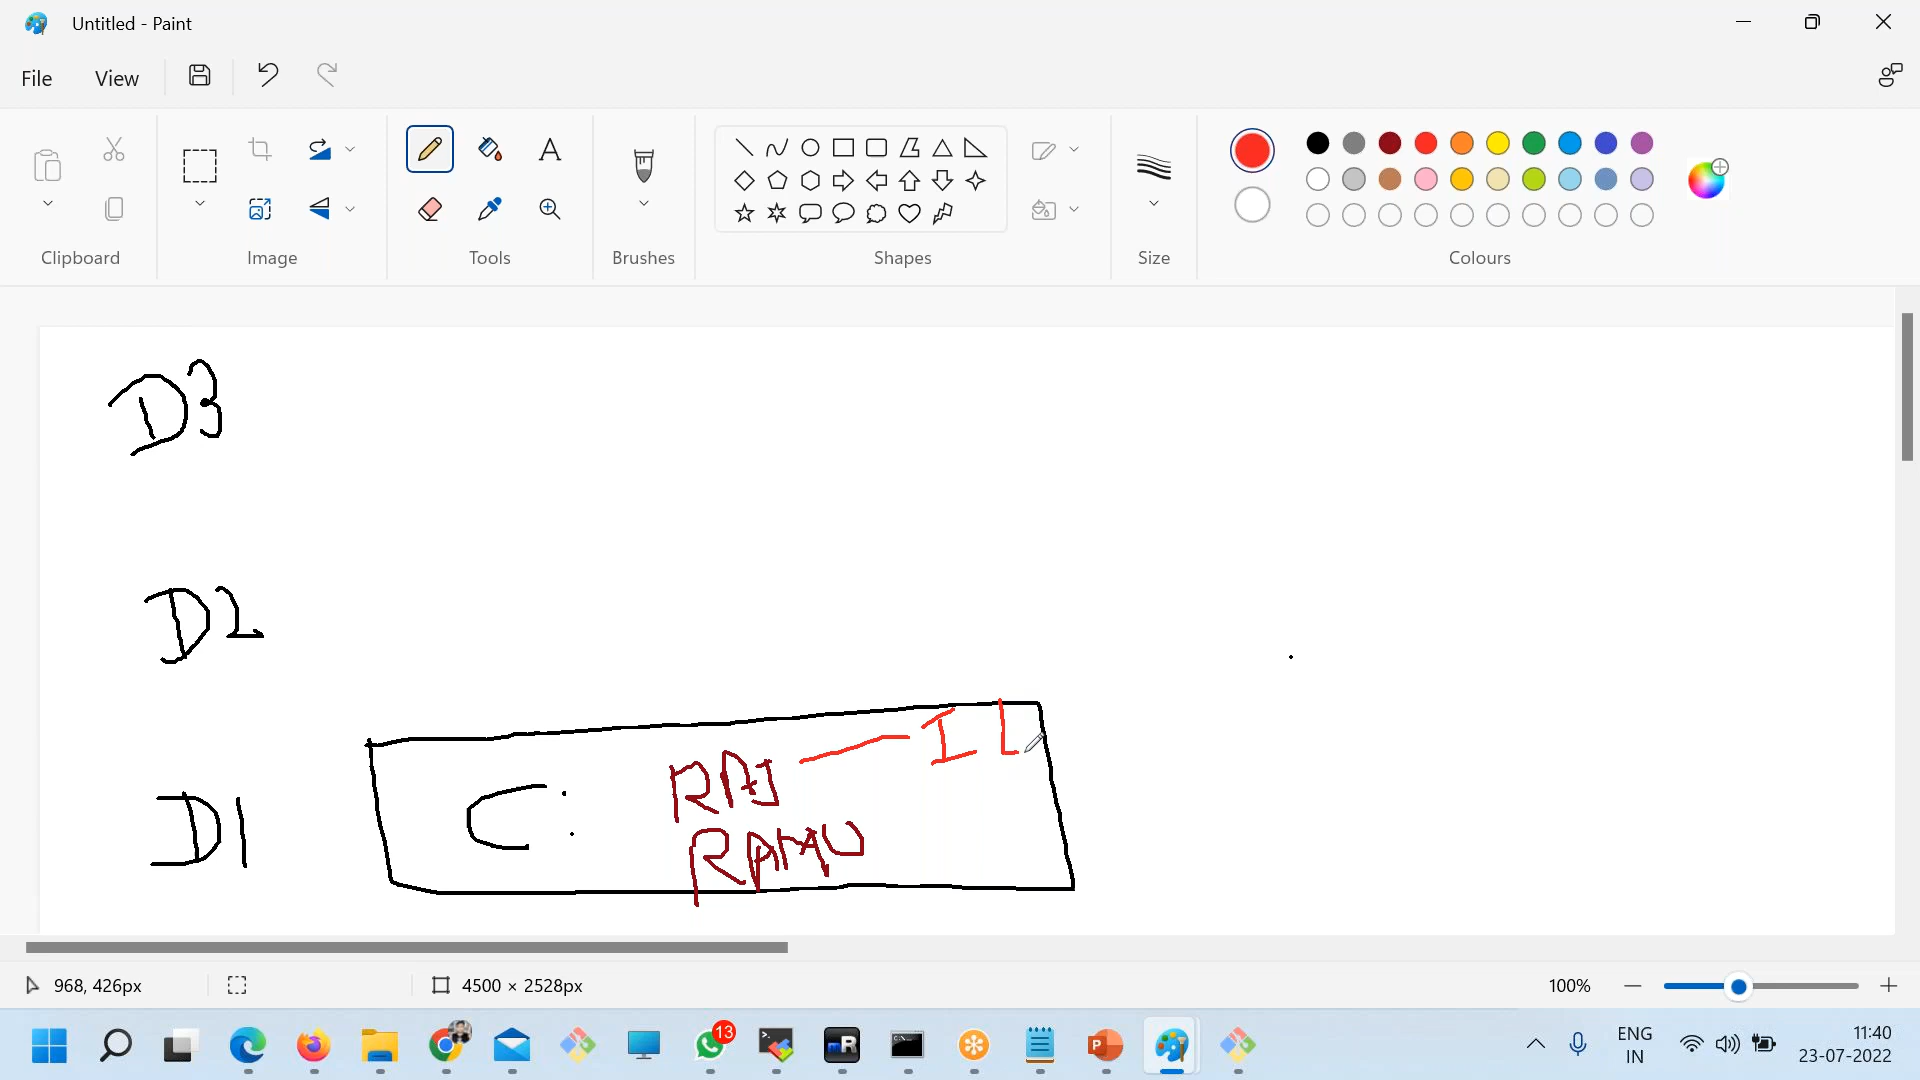 Untitled - Paint
File View
Clipboard Image Tools Brushes Shapes Size Colours
D3
D2
I L
RAJ
D1 C: RAMU
968, 426px 4500 × 2528px 100%
13
ENG 11:40
IN 23-07-2022